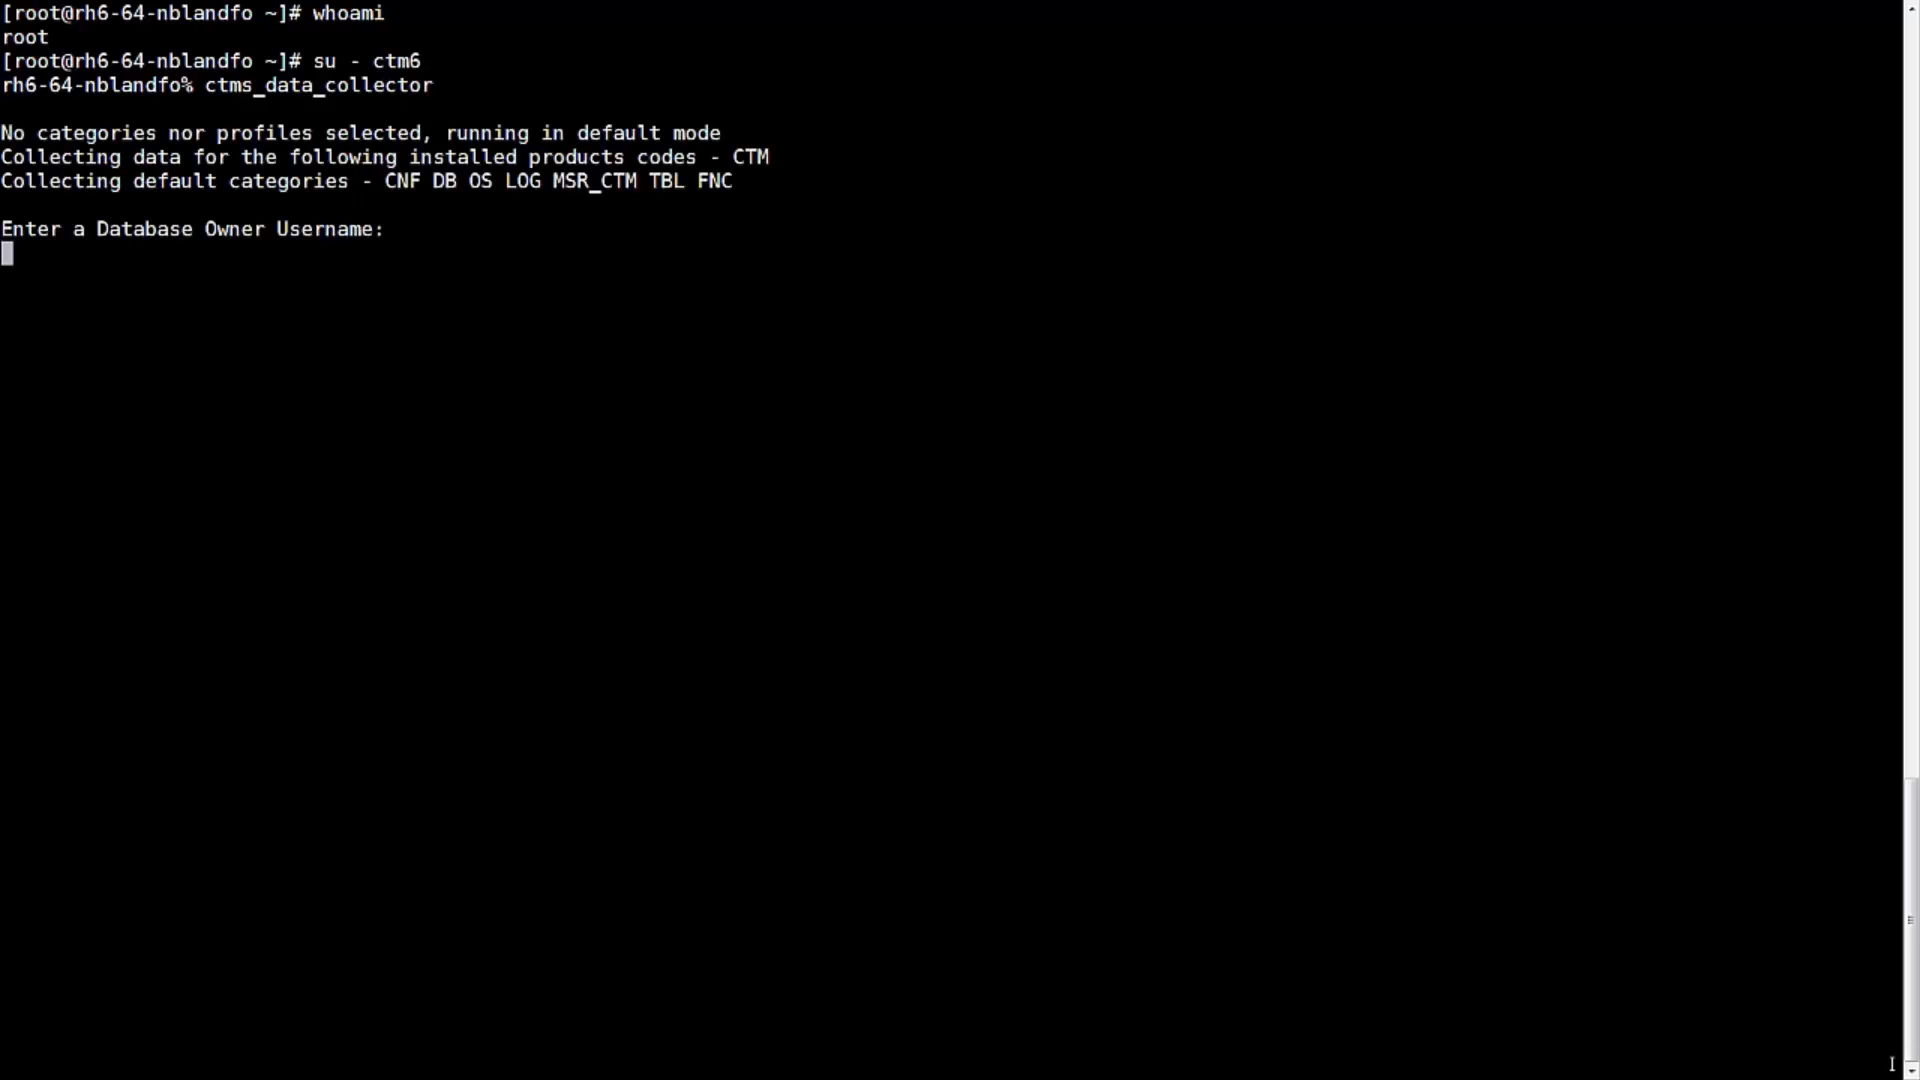 [root@rh6-64-nblandfo ~]# whoami
root
[root@rh6-64-nblandfo ~]# su - ctm6
rh6-64-nblandfo% ctms_data_collector
No categories nor profiles selected, running in default mode
Collecting data for the following installed products codes - CTM
Collecting default categories - CNF DB OS LOG MSR_CTM TBL FNC
Enter a Database Owner Username: